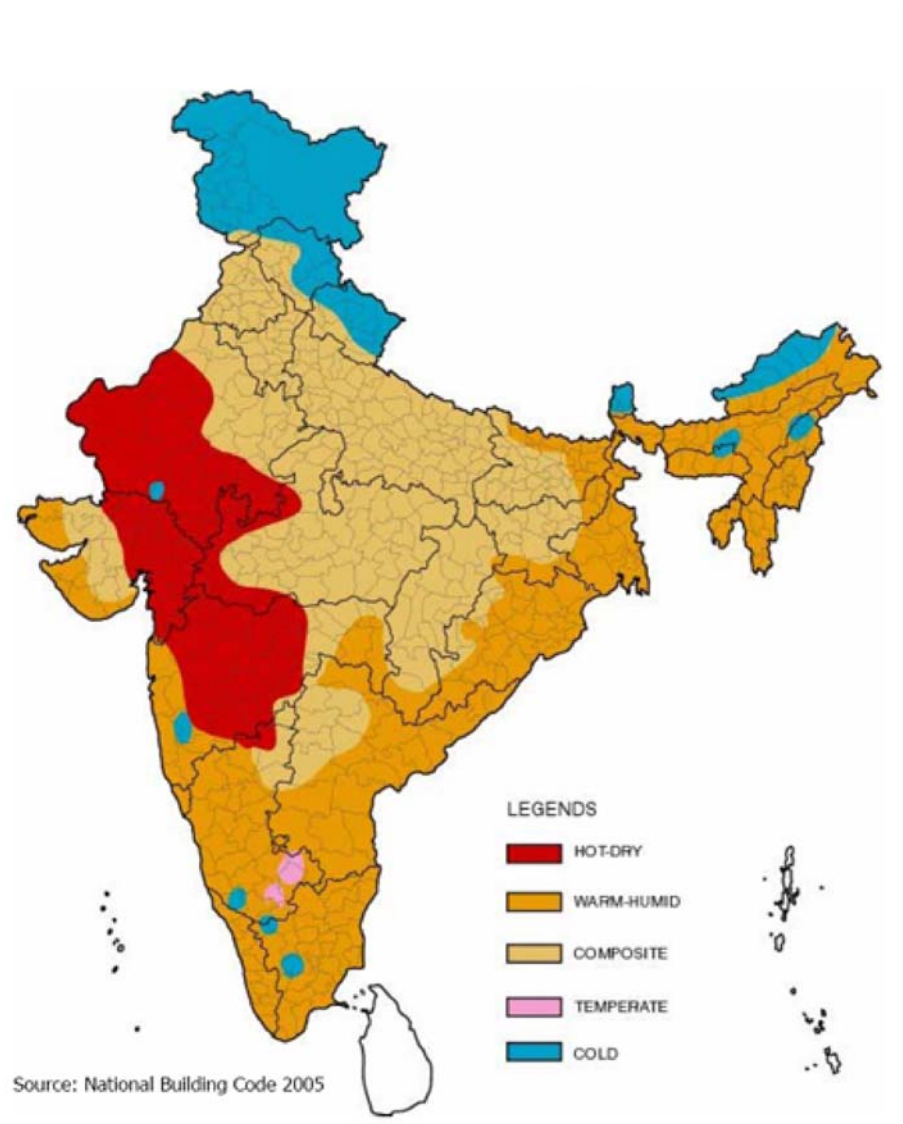 LEGENDS
HOT-DRY
WARM-HUMID
COMPOSITE
TEMPERATE
COLD
Source: National Building Code 2005